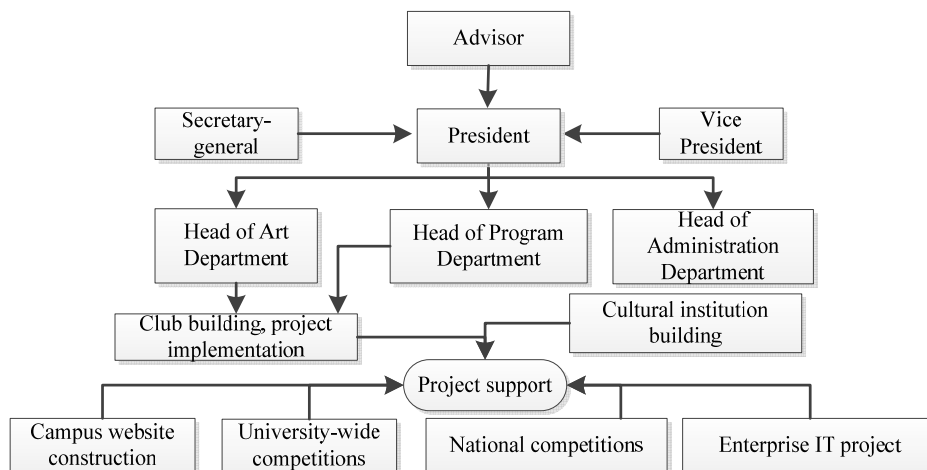 Advisor
Secretary-
general
President
Vice
President
Head of Art
Department
Head of Program
Department
Head of
Administration
Department
Club building, project
implementation
Cultural institution
building
Project support
Campus website
construction
University-wide
competitions
National competitions
Enterprise IT project